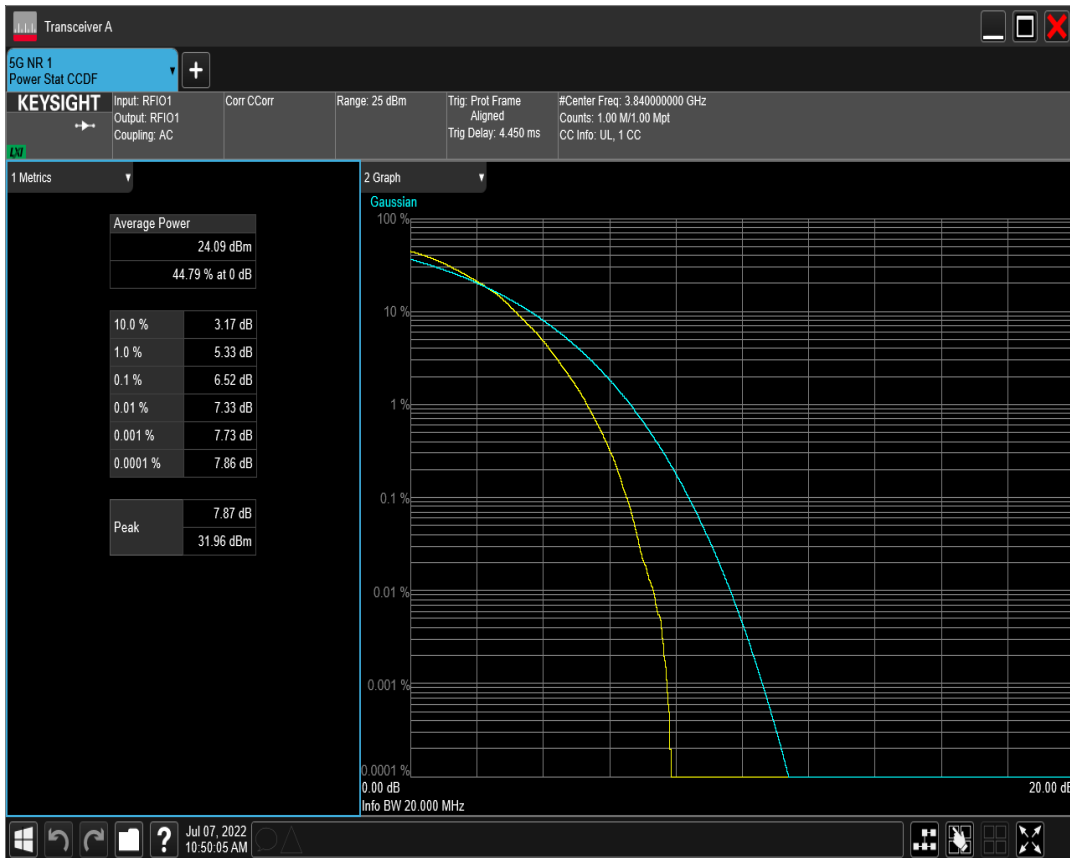 Transceiver A
5G NR 1
Power Stat CCDF
KEYSIGHT
LXI
Input: RFIO1
Output: RFIO1
Coupling: AC
Corr CCorr
Range: 25 dBm
Trig: Prot Frame
Aligned
Trig Delay: 4.450 ms
#Center Freq: 3.840000000 GHz
Counts: 1.00 M/1.00 Mpt
CC Info: UL, 1 CC
1 Metrics
Average Power
24.09 dBm
44.79 % at 0 dB
10.0 % 3.17 dB
1.0 % 5.33 dB
0.1 % 6.52 dB
0.01 % 7.33 dB
0.001 % 7.73 dB
0.0001 % 7.86 dB
Peak 7.87 dB
31.96 dBm
2 Graph
Gaussian
100 %
10 %
1 %
0.1 %
0.01 %
0.001 %
0.0001 %
0.00 dB 20.00 dB
Info BW 20.000 MHz
Jul 07, 2022
10:50:05 AM